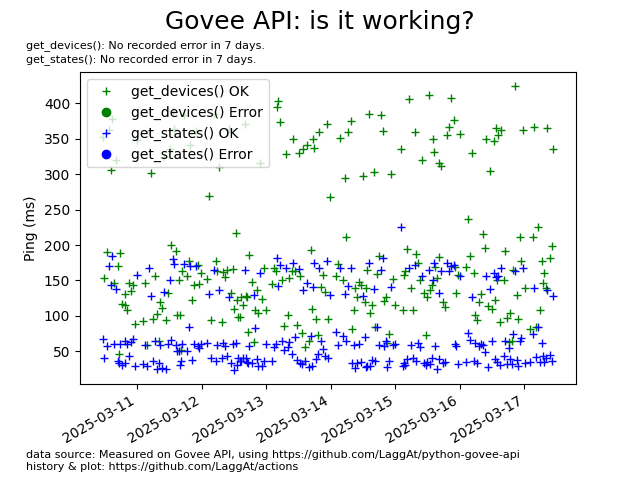 Govee API: is it working?
get_devices(): No recorded error in 7 days.
get_states(): No recorded error in 7 days.
get_devices() OK
get_devices() Error
get_states() OK
get_states() Error
Ping (ms)
400
350
300
250
200
150
100
50
2025-03-11
2025-03-12
2025-03-13
2025-03-14
2025-03-15
2025-03-16
2025-03-17
data source: Measured on Govee API, using https://github.com/LaggAt/python-govee-api
history & plot: https://github.com/LaggAt/actions